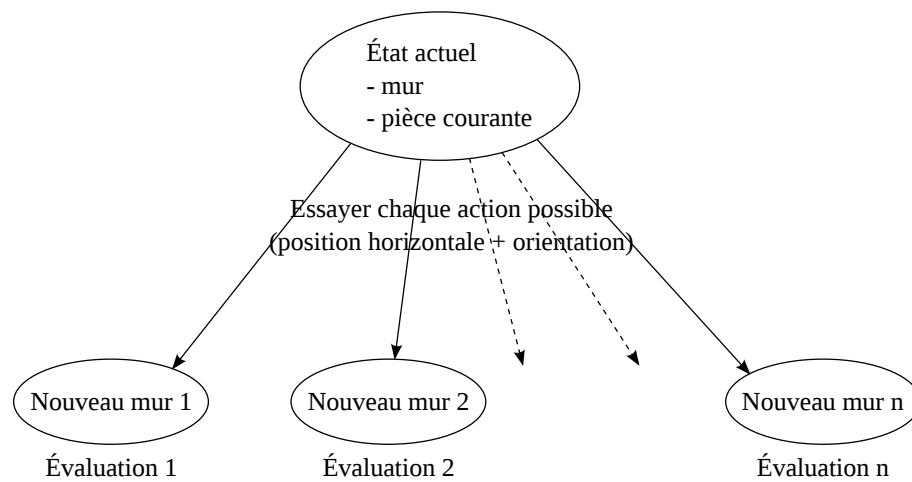 État actuel
- mur
- pièce courante
Essayer chaque action possible
(position horizontale + orientation)
Nouveau mur 1
Nouveau mur 2
Nouveau mur n
Évaluation 1
Évaluation 2
Évaluation n